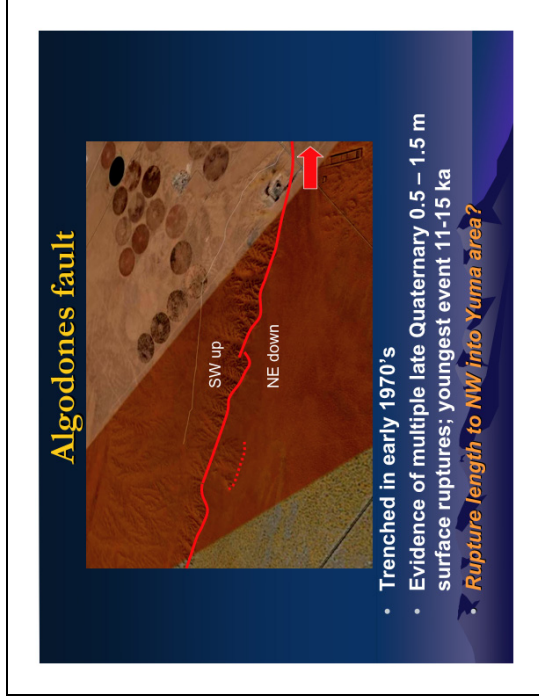 Algodones fault
SW up
NE down
• Trenched in early 1970's
• Evidence of multiple late Quaternary 0.5 – 1.5 m
surface ruptures; youngest event 11-15 ka
• Rupture length to NW into Yuma area?